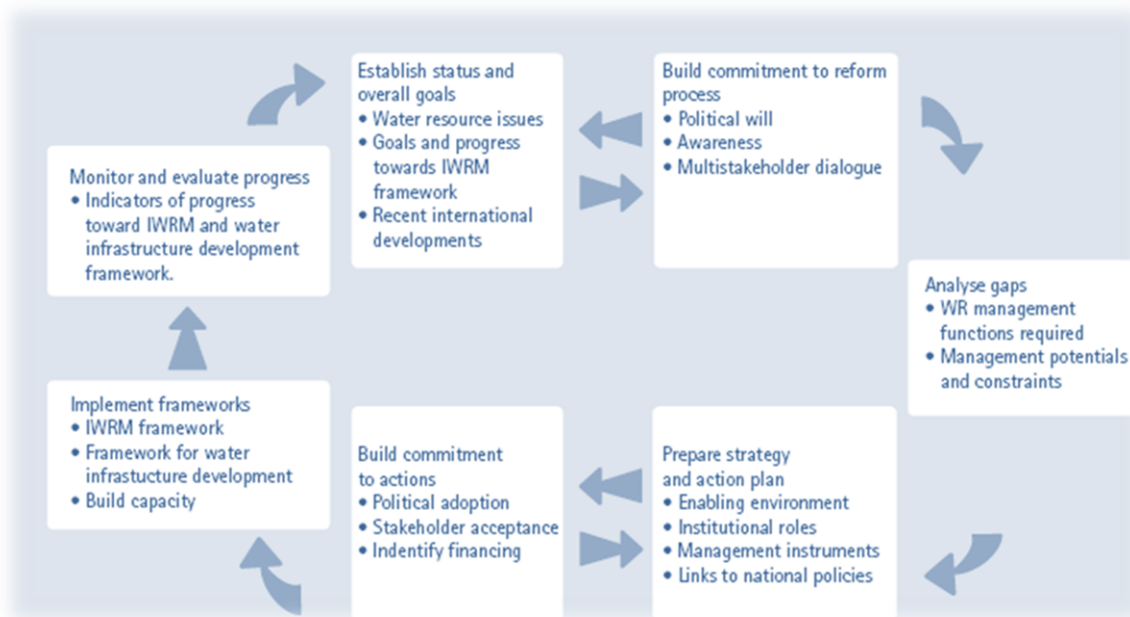 Establish status and
overall goals
• Water resource issues
• Goals and progress
towards IWRM
framework
• Recent international
developments
Build commitment to reform
process
• Political will
• Awareness
• Multistakeholder dialogue
Monitor and evaluate progress
• Indicators of progress
toward IWRM and water
infrastructure development
framework.
Analyse gaps
• WR management
functions required
• Management potentials
and constraints
Implement frameworks
• IWRM framework
• Framework for water
infrastucture development
• Build capacity
Build commitment
to actions
• Political adoption
• Stakeholder acceptance
• Indentify financing
Prepare strategy
and action plan
• Enabling environment
• Institutional roles
• Management instruments
• Links to national policies